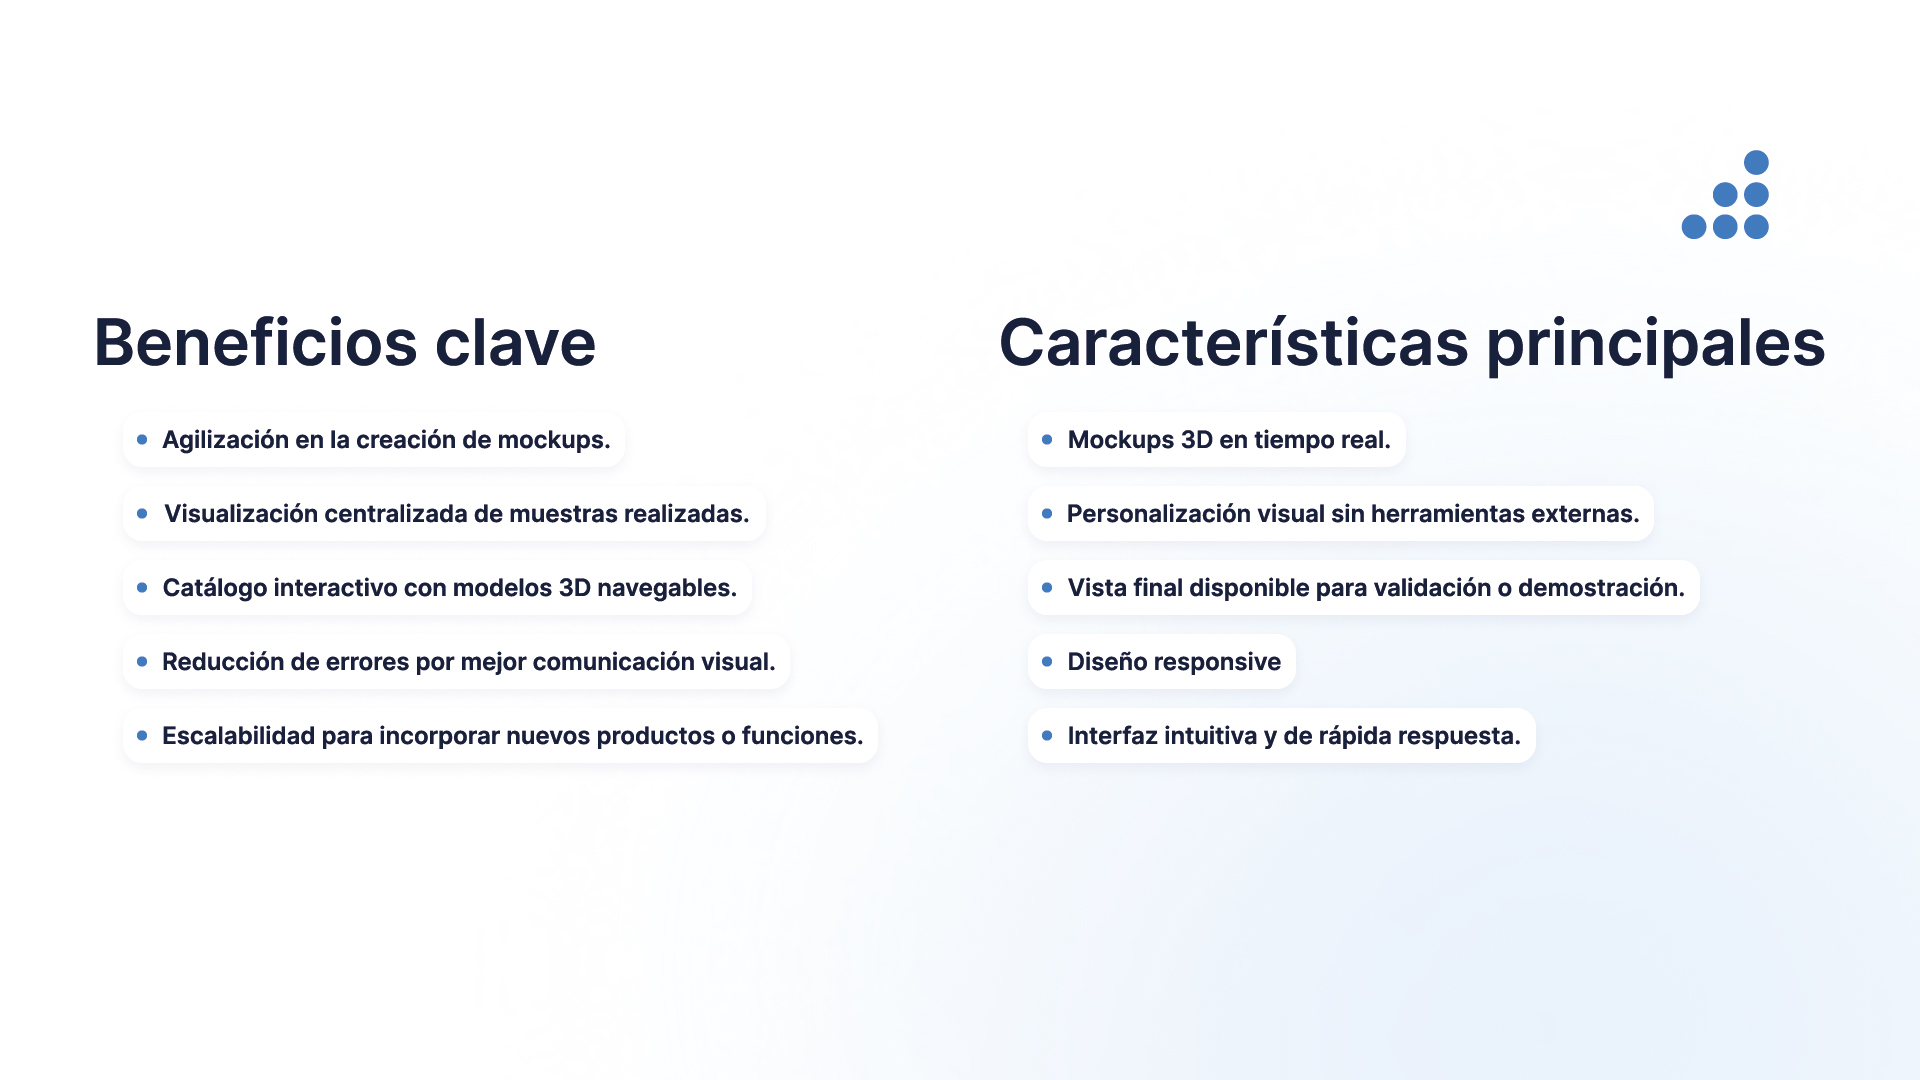 Beneficios clave
Agilización en la creación de mockups.
Visualización centralizada de muestras realizadas.
Catálogo interactivo con modelos 3D navegables.
Reducción de errores por mejor comunicación visual.
Escalabilidad para incorporar nuevos productos o funciones.
Características principales
Mockups 3D en tiempo real.
Personalización visual sin herramientas externas.
Vista final disponible para validación o demostración.
Diseño responsive
Interfaz intuitiva y de rápida respuesta.